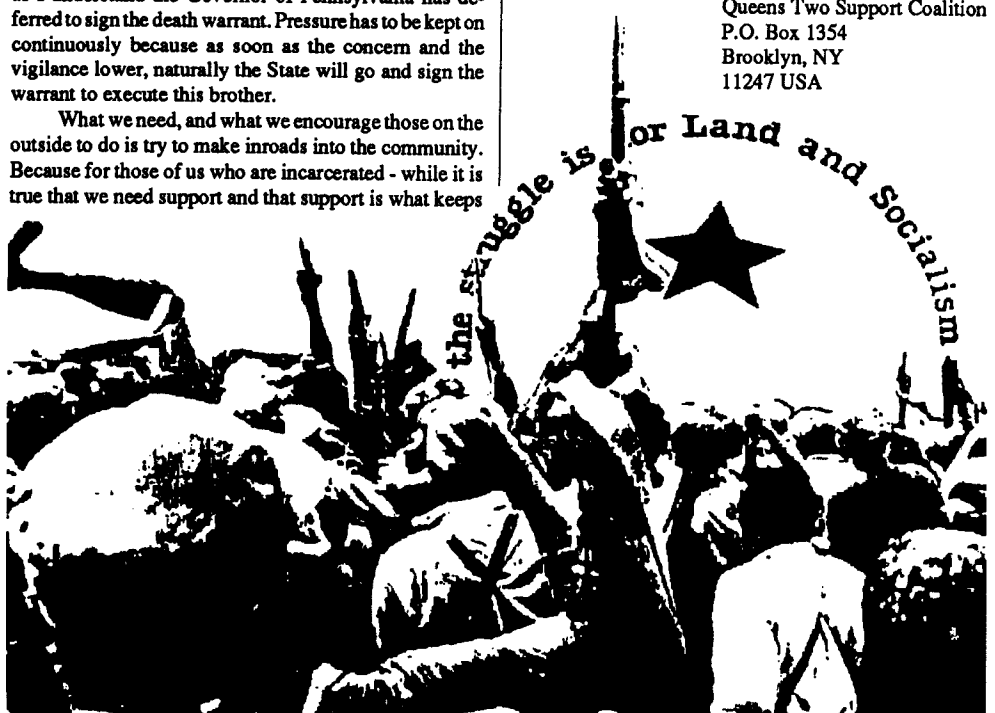 ferred to sign the death warrant. Pressure has to be kept on
continuously because as soon as the concern and the
vigilance lower, naturally the State will go and sign the
warrant to execute this brother.
What we need, and what we encourage those on the
outside to do is try to make inroads into the community.
Because for those of us who are incarcerated - while it is
true that we need support and that support is what keeps
Queens Two Support Coalition
P.O. Box 1354
Brooklyn, NY
11247 USA
the struggle is or Land and Socialism